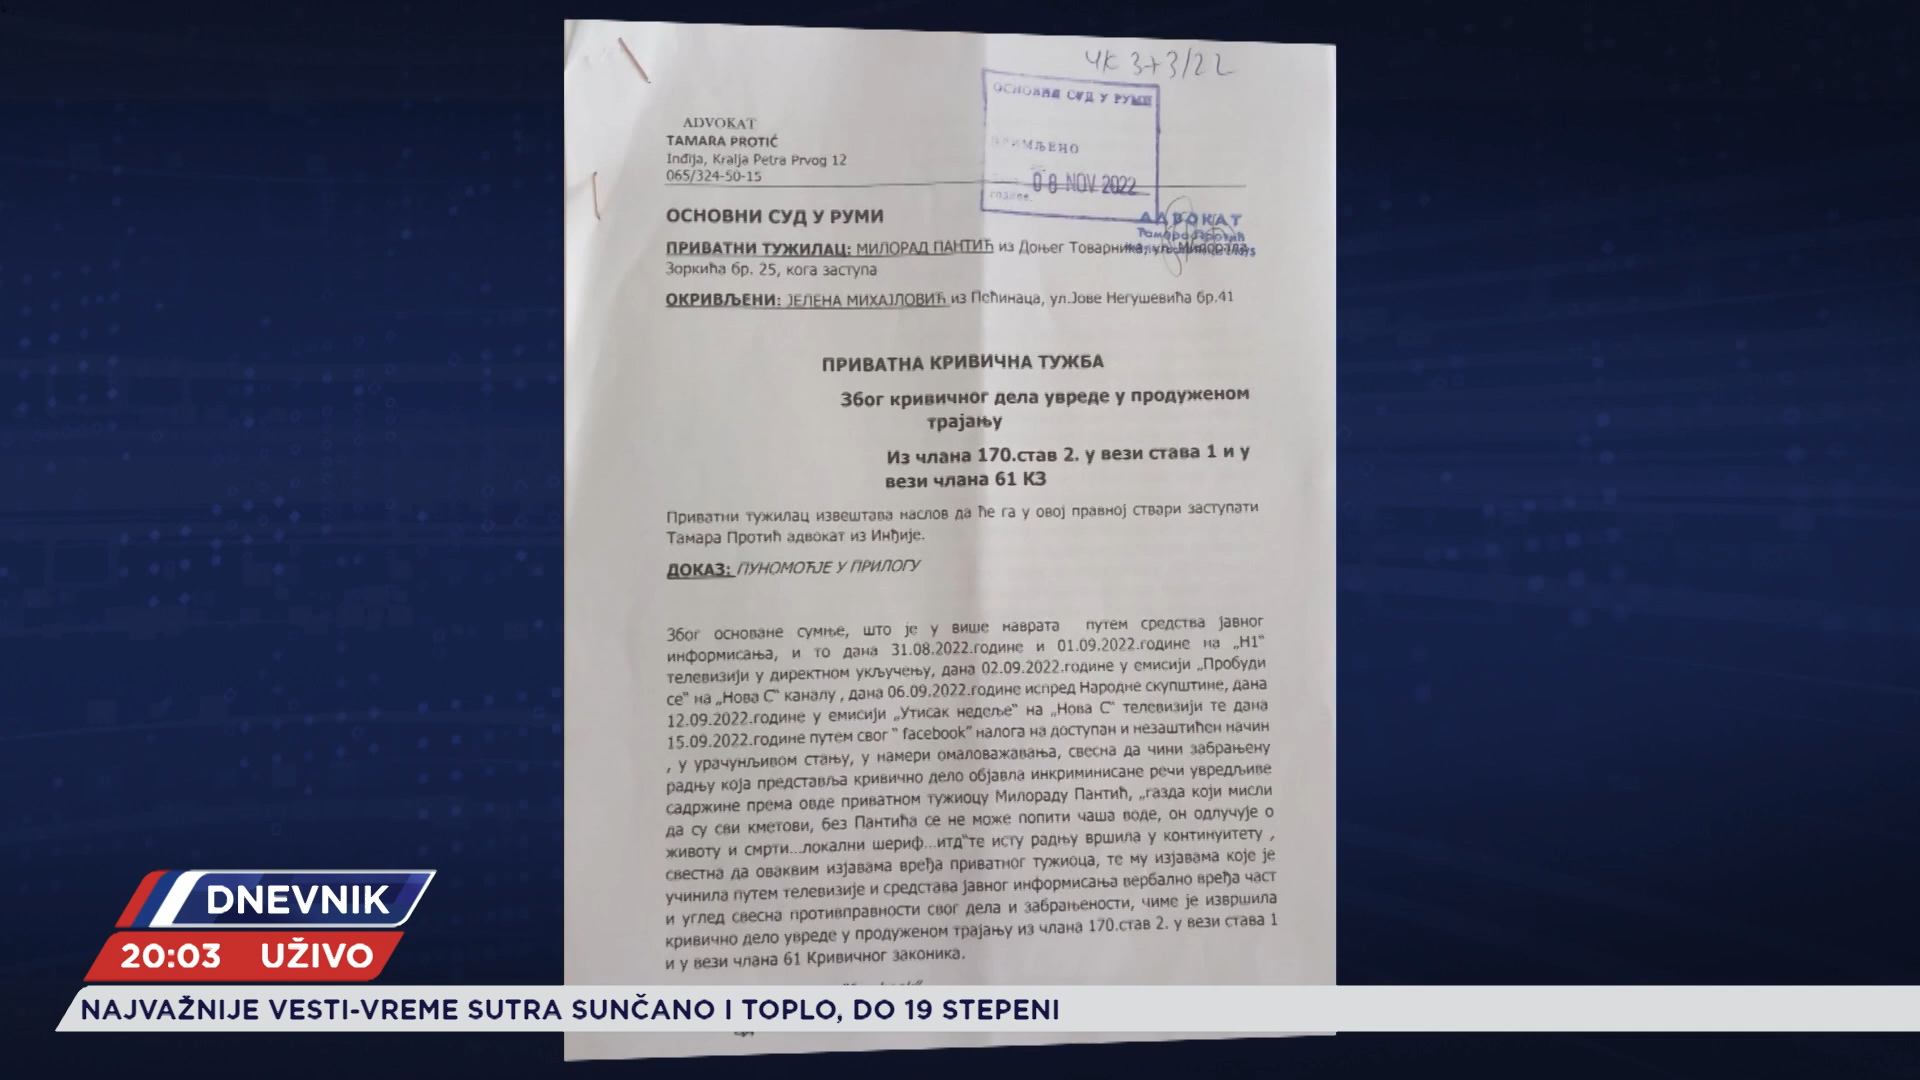 ЧК 3+3/22
ОСНОВНИ СУД У РУМИ
ПРИМЉЕНО
08 NOV 2022
године.
ADVOKAT
TAMARA PROTIĆ
Inđija, Kralja Petra Prvog 12
065/324-50-15
АДВОКАТ
Тамара Протић
ОСНОВНИ СУД У РУМИ
ПРИВАТНИ ТУЖИЛАЦ: МИЛОРАД ПАНТИЋ из Доњег Товарника, ул. Милорада
Зоркића бр. 25, кога заступа
ОКРИВЉЕНИ: ЈЕЛЕНА МИХАЈЛОВИЋ из Пећинаца, ул.Јове Негушевића бр.41
ПРИВАТНА КРИВИЧНА ТУЖБА
Због кривичног дела увреде у продуженом
трајању
Из члана 170.став 2. у вези става 1 и у
вези члана 61 КЗ
Приватни тужилац извештава наслов да ће га у овој правној ствари заступати
Тамара Протић адвокат из Инђије.
ДОКАЗ: ПУНОМОЋЈЕ У ПРИЛОГУ
Због основане сумње, што је у више наврата путем средства јавног
информисања, и то дана 31.08.2022.године и 01.09.2022.године на „Н1“
телевизији у директном укључењу, дана 02.09.2022.године у емисији „Пробуди
се“ на „Нова С“ каналу , дана 06.09.2022.године испред Народне скупштине, дана
12.09.2022.године у емисији „Утисак недеље“ на „Нова С“ телевизији те дана
15.09.2022.године путем свог “ facebook” налога на доступан и незаштићен начин
, у урачунљивом стању, у намери омаловажавања, свесна да чини забрањену
радњу која представља кривично дело објавла инкриминисане речи увредљиве
садржине према овде приватном тужиоцу Милораду Пантић, „газда који мисли
да су сви кметови, без Пантића се не може попити чаша воде, он одлучује о
животу и смрти...локални шериф...итд“те исту радњу вршила у континуитету ,
свестна да оваквим изјавама вређа приватног тужиоца, те му изјавама које је
учинила путем телевизије и средстава јавног информисања вербално вређа част
и углед свесна противправности свог дела и забрањености, чиме је извршила
кривично дело увреде у продуженом трајању из члана 170.став 2. у вези става 1
и у вези члана 61 Кривичног законика.
DNEVNIK
20:03 UŽIVO
NAJVAŽNIJE VESTI-VREME SUTRA SUNČANO I TOPLO, DO 19 STEPENI